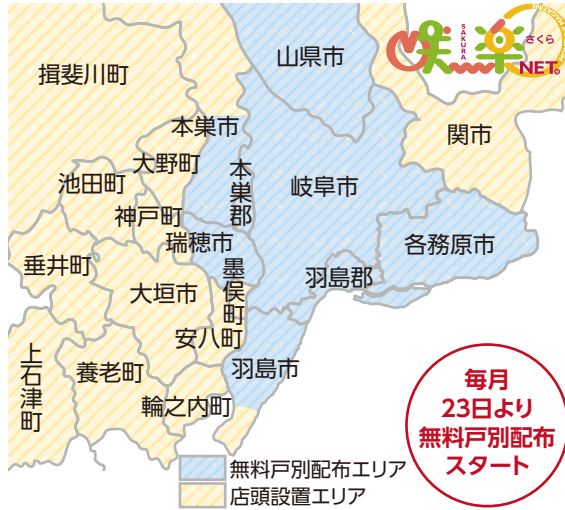 咲楽
SAKURA
さくら
NET.
揖斐川町
山県市
関市
本巣市
大野町
池田町
本巣郡
岐阜市
神戸町
瑞穂市
各務原市
垂井町
大垣市
墨俣町
羽島郡
安八町
上石津町
養老町
羽島市
輪之内町
毎月
23日より
無料戸別配布
スタート
無料戸別配布エリア
店頭設置エリア